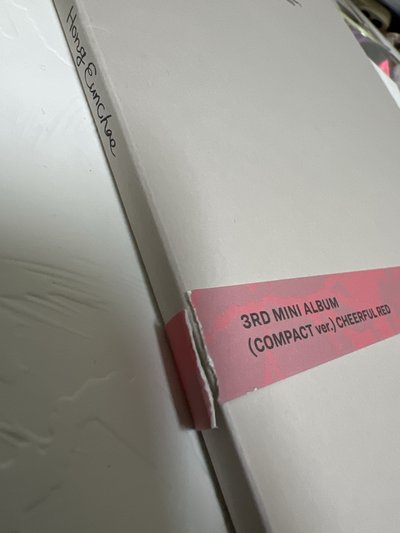 Hong Eunchae
3RD MINI ALBUM
(COMPACT ver.) CHEERFUL RED